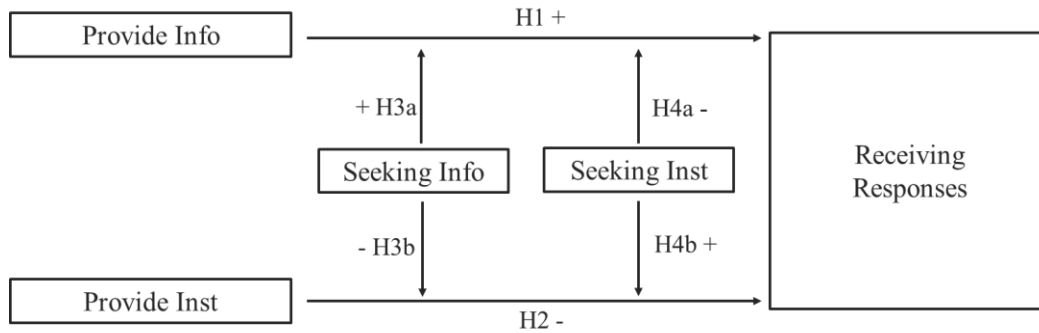 H1 +
Provide Info
+ H3a
H4a -
Seeking Info
Seeking Inst
Receiving
Responses
- H3b
H4b +
Provide Inst
H2 -